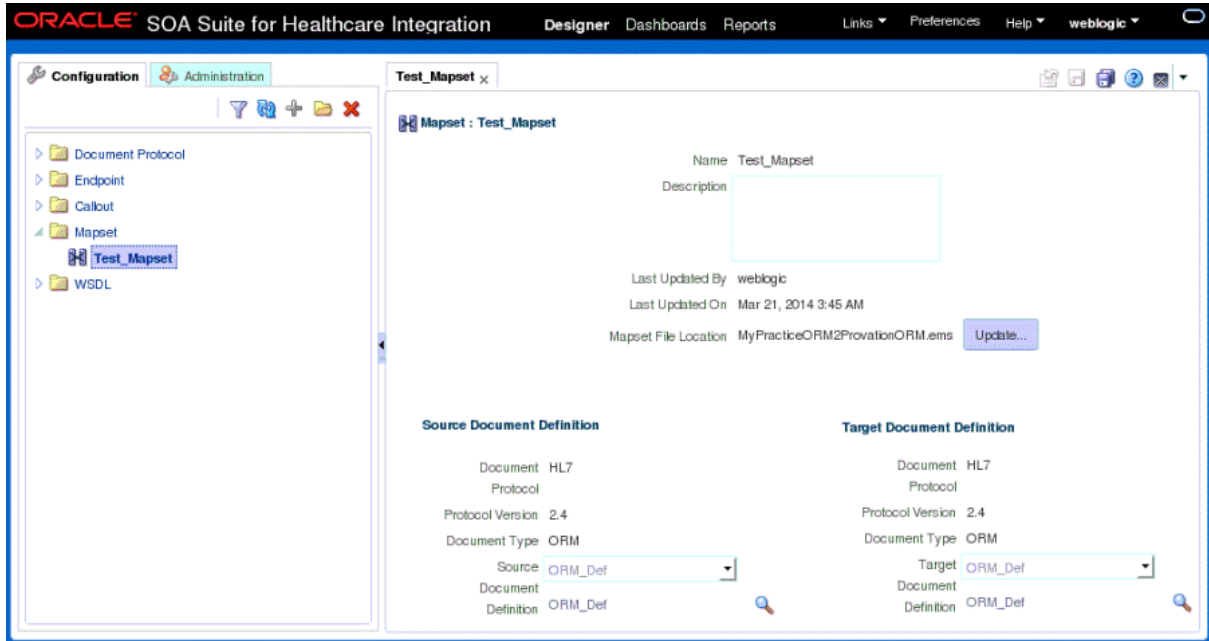 ORACLE SOA Suite for Healthcare Integration Designer Dashboards Reports Links Preferences Help weblogic
Configuration Administration
Document Protocol
Endpoint
Callout
Mapset
Test_Mapset
WSDL
Test_Mapset x
Mapset : Test_Mapset
Name Test_Mapset
Description
Last Updated By weblogic
Last Updated On Mar 21, 2014 3:45 AM
Mapset File Location MyPracticeORM2ProvationORM.ems Update...
Source Document Definition
Document HL7
Protocol
Protocol Version 2.4
Document Type ORM
Source ORM_Def
Document
Definition ORM_Def
Target Document Definition
Document HL7
Protocol
Protocol Version 2.4
Document Type ORM
Target ORM_Def
Document
Definition ORM_Def